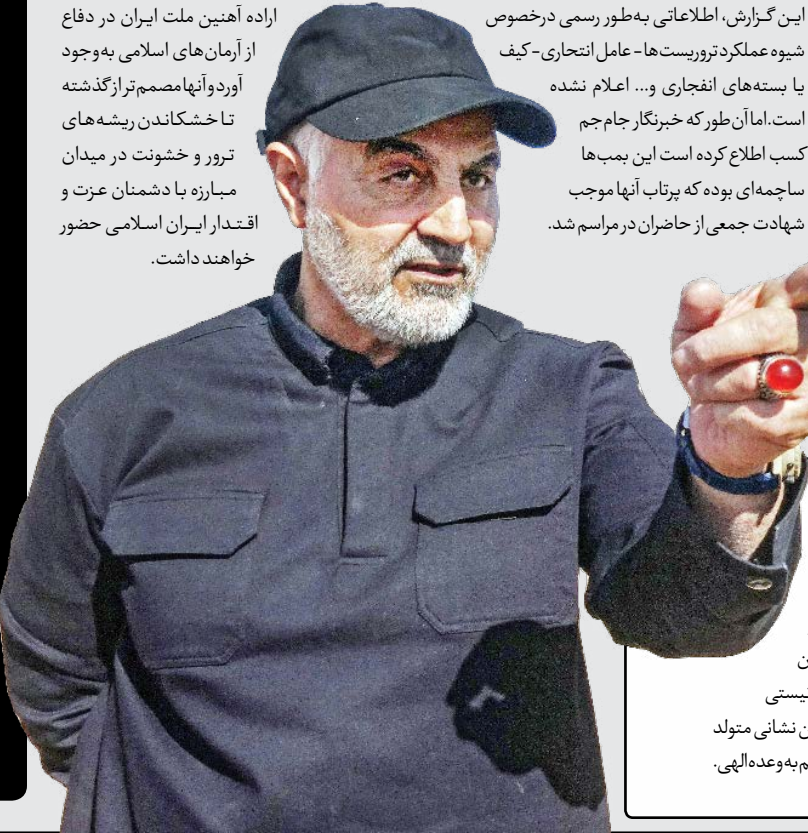 این گزارش، اطلاعاتی به‌طور رسمی درخصوص
شیوه عملکرد تروریست‌ها - عامل انتحاری - کیف
یا بسته‌های انفجاری و... اعلام نشده
است. اما آن‌طور که خبرنگار جام‌جم
کسب اطلاع کرده است این بمب‌ها
ساچمه‌ای بوده که پرتاب آنها موجب
شهادت جمعی از حاضران در مراسم شد.
اراده آهنین ملت ایران در دفاع
از آرمان‌های اسلامی به‌وجود
آورد و آنها مصمم‌تر از گذشته
تا خشکاندن ریشه‌های
ترور و خشونت در میدان
مبارزه با دشمنان عزت و
اقتدار ایران اسلامی حضور
خواهند داشت.
نشانی متولد
به‌وعده‌الهی.